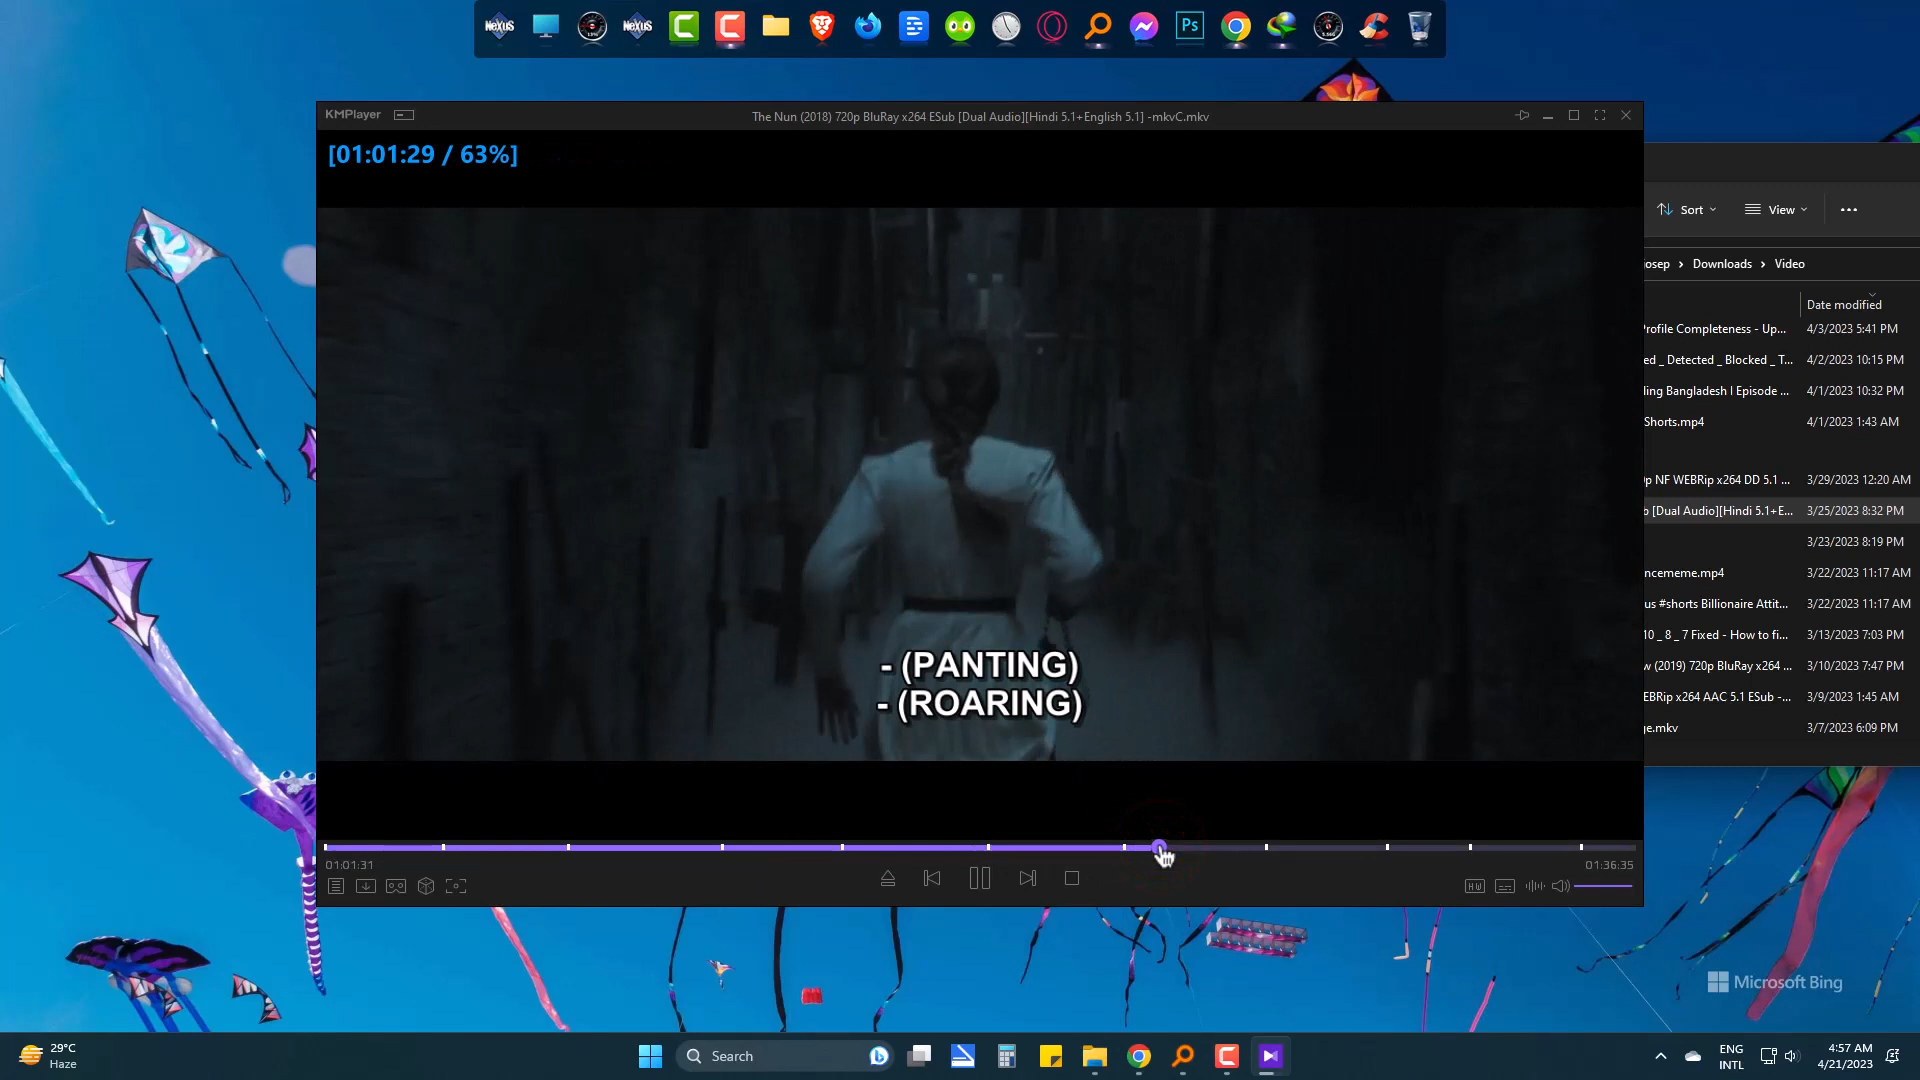 NeXuS
NeXuS
Ps
KMPlayer
The Nun (2018) 720p BluRay x264 ESub [Dual Audio][Hindi 5.1+English 5.1] -mkvC.mkv
[01:01:29 / 63%]
- (PANTING)
- (ROARING)
01:01:31
01:36:35
HW
Sort
View
osep > Downloads > Video
Date modified
Profile Completeness - Up... 4/3/2023 5:41 PM
ed _ Detected _ Blocked _ T... 4/2/2023 10:15 PM
ling Bangladesh l Episode ... 4/1/2023 10:32 PM
Shorts.mp4 4/1/2023 1:43 AM
p NF WEBRip x264 DD 5.1 ... 3/29/2023 12:20 AM
b [Dual Audio][Hindi 5.1+E... 3/25/2023 8:32 PM
3/23/2023 8:19 PM
ncememe.mp4 3/22/2023 11:17 AM
us #shorts Billionaire Attit... 3/22/2023 11:17 AM
10 _ 8 _ 7 Fixed - How to fi... 3/13/2023 7:03 PM
w (2019) 720p BluRay x264 ... 3/10/2023 7:47 PM
EBRip x264 AAC 5.1 ESub -... 3/9/2023 1:45 AM
ge.mkv 3/7/2023 6:09 PM
Microsoft Bing
29°C
Haze
Search
ENG
INTL
4:57 AM
4/21/2023